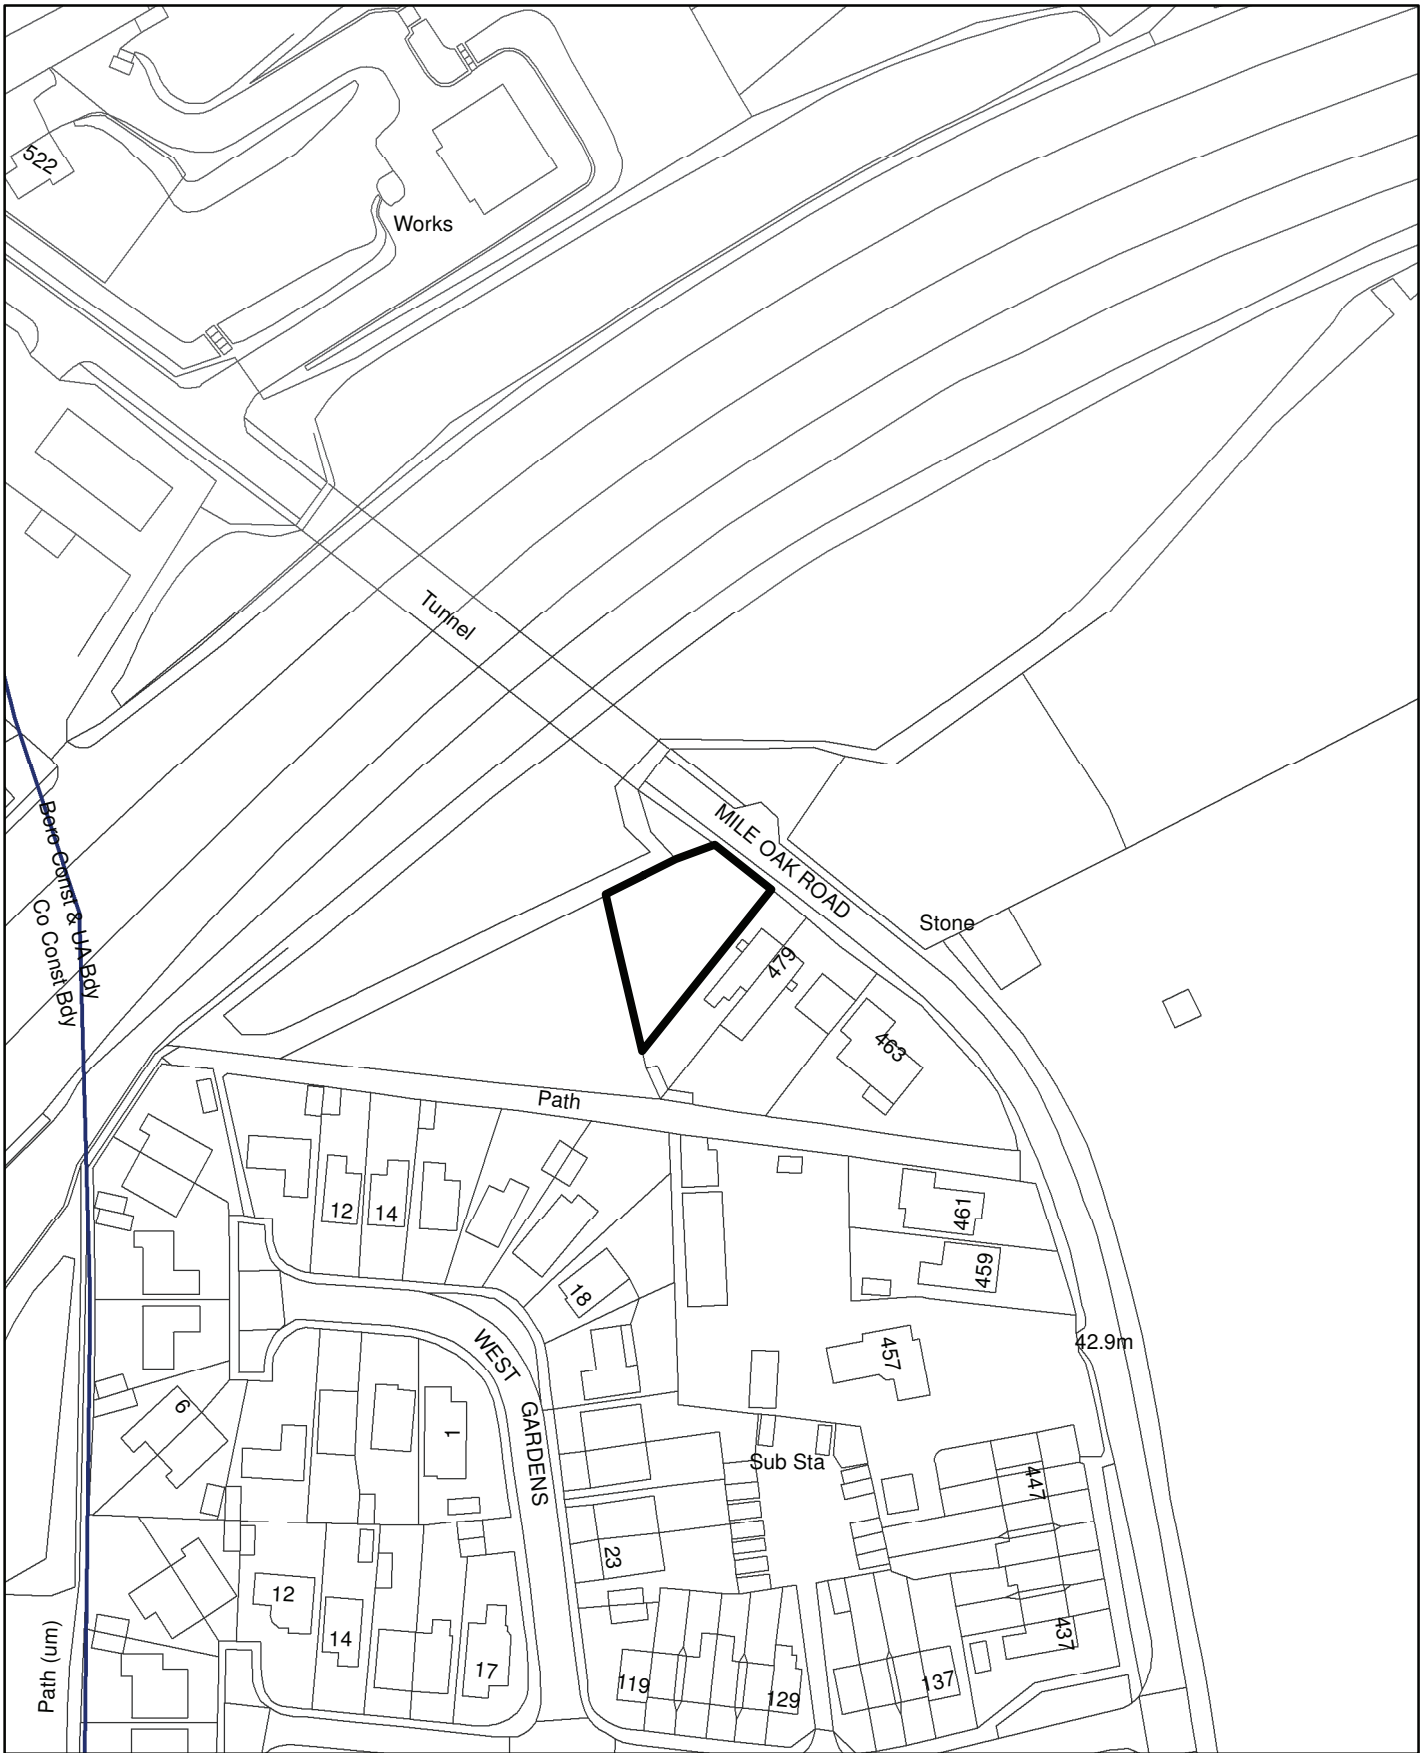 522
Works
Tunnel
MILE OAK ROAD
Boro Const & UA Bdy
Co Const Bdy
Stone
479
463
Path
12
14
461
459
18
457
42.9m
WEST GARDENS
6
1
Sub Sta
447
23
12
14
17
437
Path (um)
119
129
137